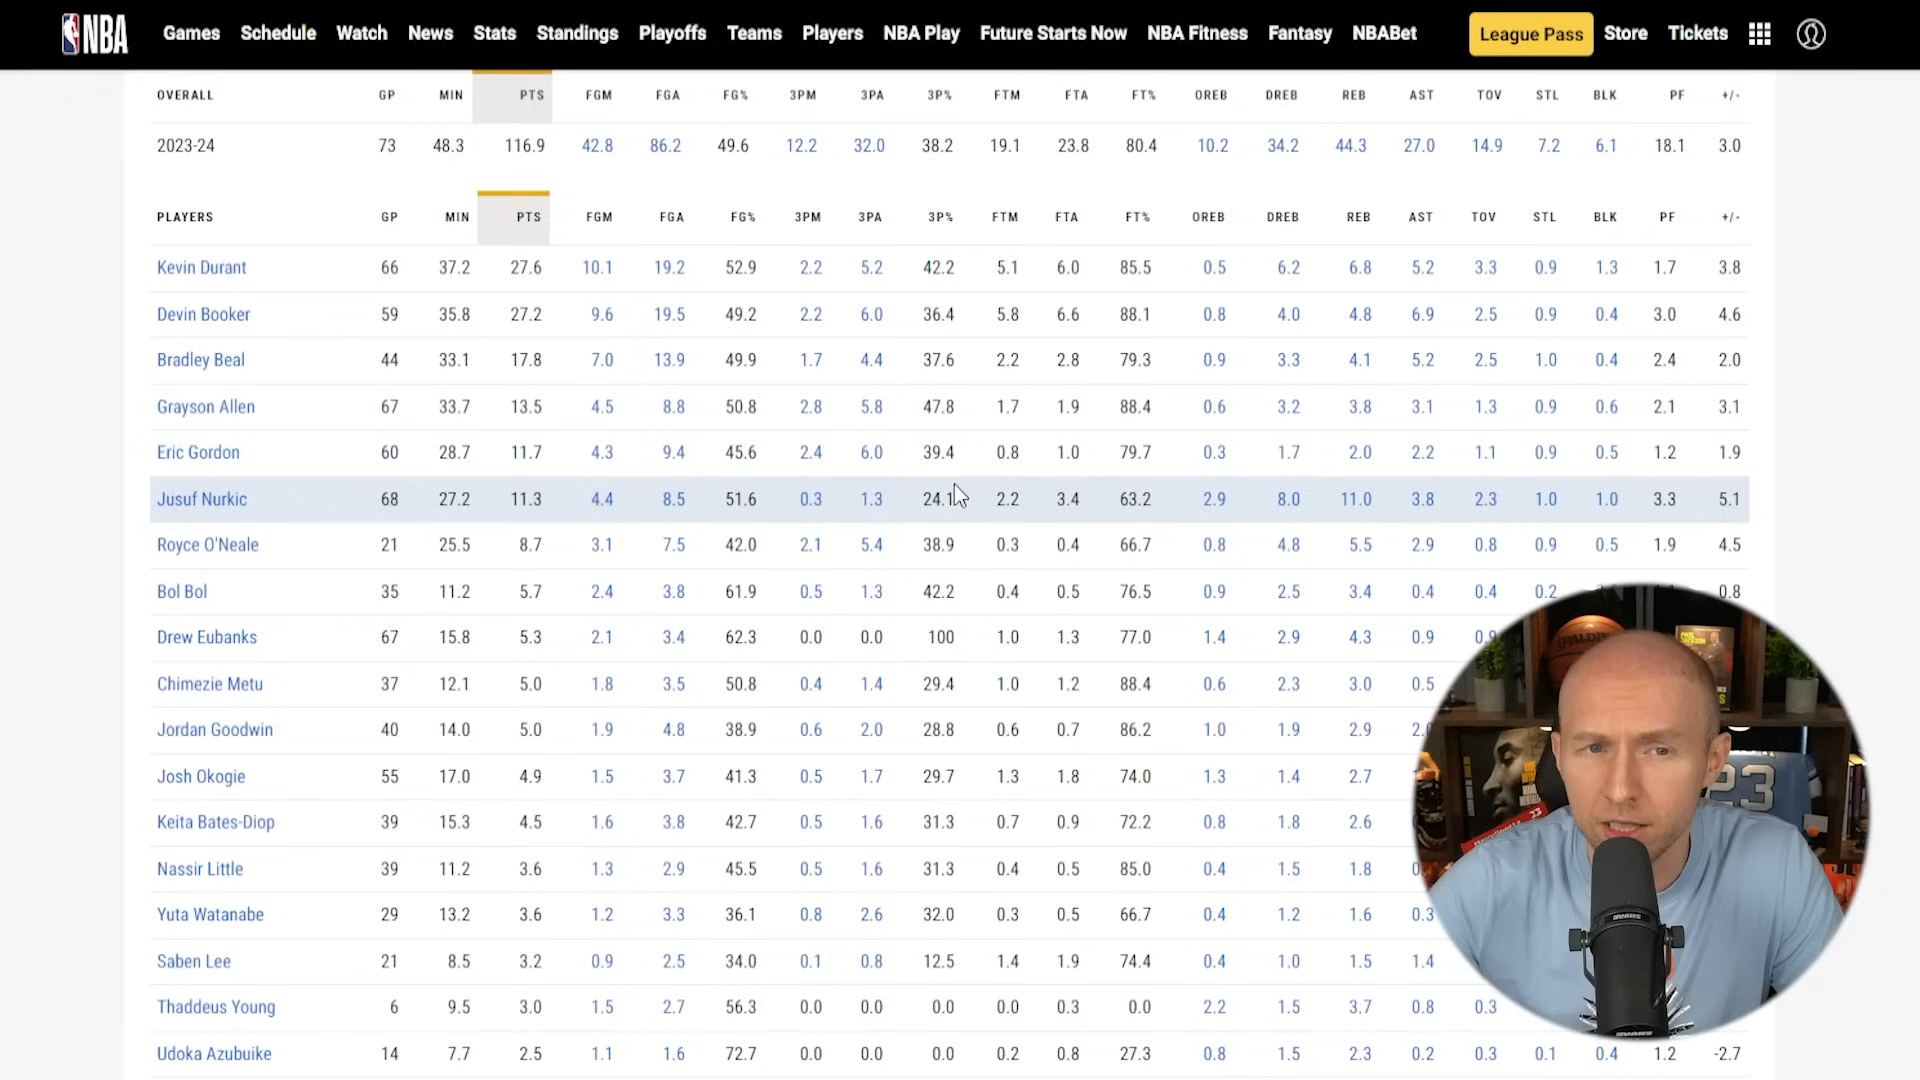 NBA Games Schedule Watch News Stats Standings Playoffs Teams Players NBA Play Future Starts Now NBA Fitness Fantasy NBABet League Pass Store Tickets
OVERALL GP MIN PTS FGM FGA FG% 3PM 3PA 3P% FTM FTA FT% OREB DREB REB AST TOV STL BLK PF +/-
2023-24 73 48.3 116.9 42.8 86.2 49.6 12.2 32.0 38.2 19.1 23.8 80.4 10.2 34.2 44.3 27.0 14.9 7.2 6.1 18.1 3.0
PLAYERS GP MIN PTS FGM FGA FG% 3PM 3PA 3P% FTM FTA FT% OREB DREB REB AST TOV STL BLK PF +/-
Kevin Durant 66 37.2 27.6 10.1 19.2 52.9 2.2 5.2 42.2 5.1 6.0 85.5 0.5 6.2 6.8 5.2 3.3 0.9 1.3 1.7 3.8
Devin Booker 59 35.8 27.2 9.6 19.5 49.2 2.2 6.0 36.4 5.8 6.6 88.1 0.8 4.0 4.8 6.9 2.5 0.9 0.4 3.0 4.6
Bradley Beal 44 33.1 17.8 7.0 13.9 49.9 1.7 4.4 37.6 2.2 2.8 79.3 0.9 3.3 4.1 5.2 2.5 1.0 0.4 2.4 2.0
Grayson Allen 67 33.7 13.5 4.5 8.8 50.8 2.8 5.8 47.8 1.7 1.9 88.4 0.6 3.2 3.8 3.1 1.3 0.9 0.6 2.1 3.1
Eric Gordon 60 28.7 11.7 4.3 9.4 45.6 2.4 6.0 39.4 0.8 1.0 79.7 0.3 1.7 2.0 2.2 1.1 0.9 0.5 1.2 1.9
Jusuf Nurkic 68 27.2 11.3 4.4 8.5 51.6 0.3 1.3 24.1 2.2 3.4 63.2 2.9 8.0 11.0 3.8 2.3 1.0 1.0 3.3 5.1
Royce O'Neale 21 25.5 8.7 3.1 7.5 42.0 2.1 5.4 38.9 0.3 0.4 66.7 0.8 4.8 5.5 2.9 0.8 0.9 0.5 1.9 4.5
Bol Bol 35 11.2 5.7 2.4 3.8 61.9 0.5 1.3 42.2 0.4 0.5 76.5 0.9 2.5 3.4 0.4 0.4 0.2 0.8
Drew Eubanks 67 15.8 5.3 2.1 3.4 62.3 0.0 0.0 100 1.0 1.3 77.0 1.4 2.9 4.3 0.9
Chimezie Metu 37 12.1 5.0 1.8 3.5 50.8 0.4 1.4 29.4 1.0 1.2 88.4 0.6 2.3 3.0 0.5
Jordan Goodwin 40 14.0 5.0 1.9 4.8 38.9 0.6 2.0 28.8 0.6 0.7 86.2 1.0 1.9 2.9
Josh Okogie 55 17.0 4.9 1.5 3.7 41.3 0.5 1.7 29.7 1.3 1.8 74.0 1.3 1.4 2.7
Keita Bates-Diop 39 15.3 4.5 1.6 3.8 42.7 0.5 1.6 31.3 0.7 0.9 72.2 0.8 1.8 2.6
Nassir Little 39 11.2 3.6 1.3 2.9 45.5 0.5 1.6 31.3 0.4 0.5 85.0 0.4 1.5 1.8
Yuta Watanabe 29 13.2 3.6 1.2 3.3 36.1 0.8 2.6 32.0 0.3 0.5 66.7 0.4 1.2 1.6 0.3
Saben Lee 21 8.5 3.2 0.9 2.5 34.0 0.1 0.8 12.5 1.4 1.9 74.4 0.4 1.0 1.5 1.4
Thaddeus Young 6 9.5 3.0 1.5 2.7 56.3 0.0 0.0 0.0 0.0 0.3 0.0 2.2 1.5 3.7 0.8 0.3
Udoka Azubuike 14 7.7 2.5 1.1 1.6 72.7 0.0 0.0 0.0 0.2 0.8 27.3 0.8 1.5 2.3 0.2 0.3 0.1 0.4 1.2 -2.7
SPALDING
23
SHURE